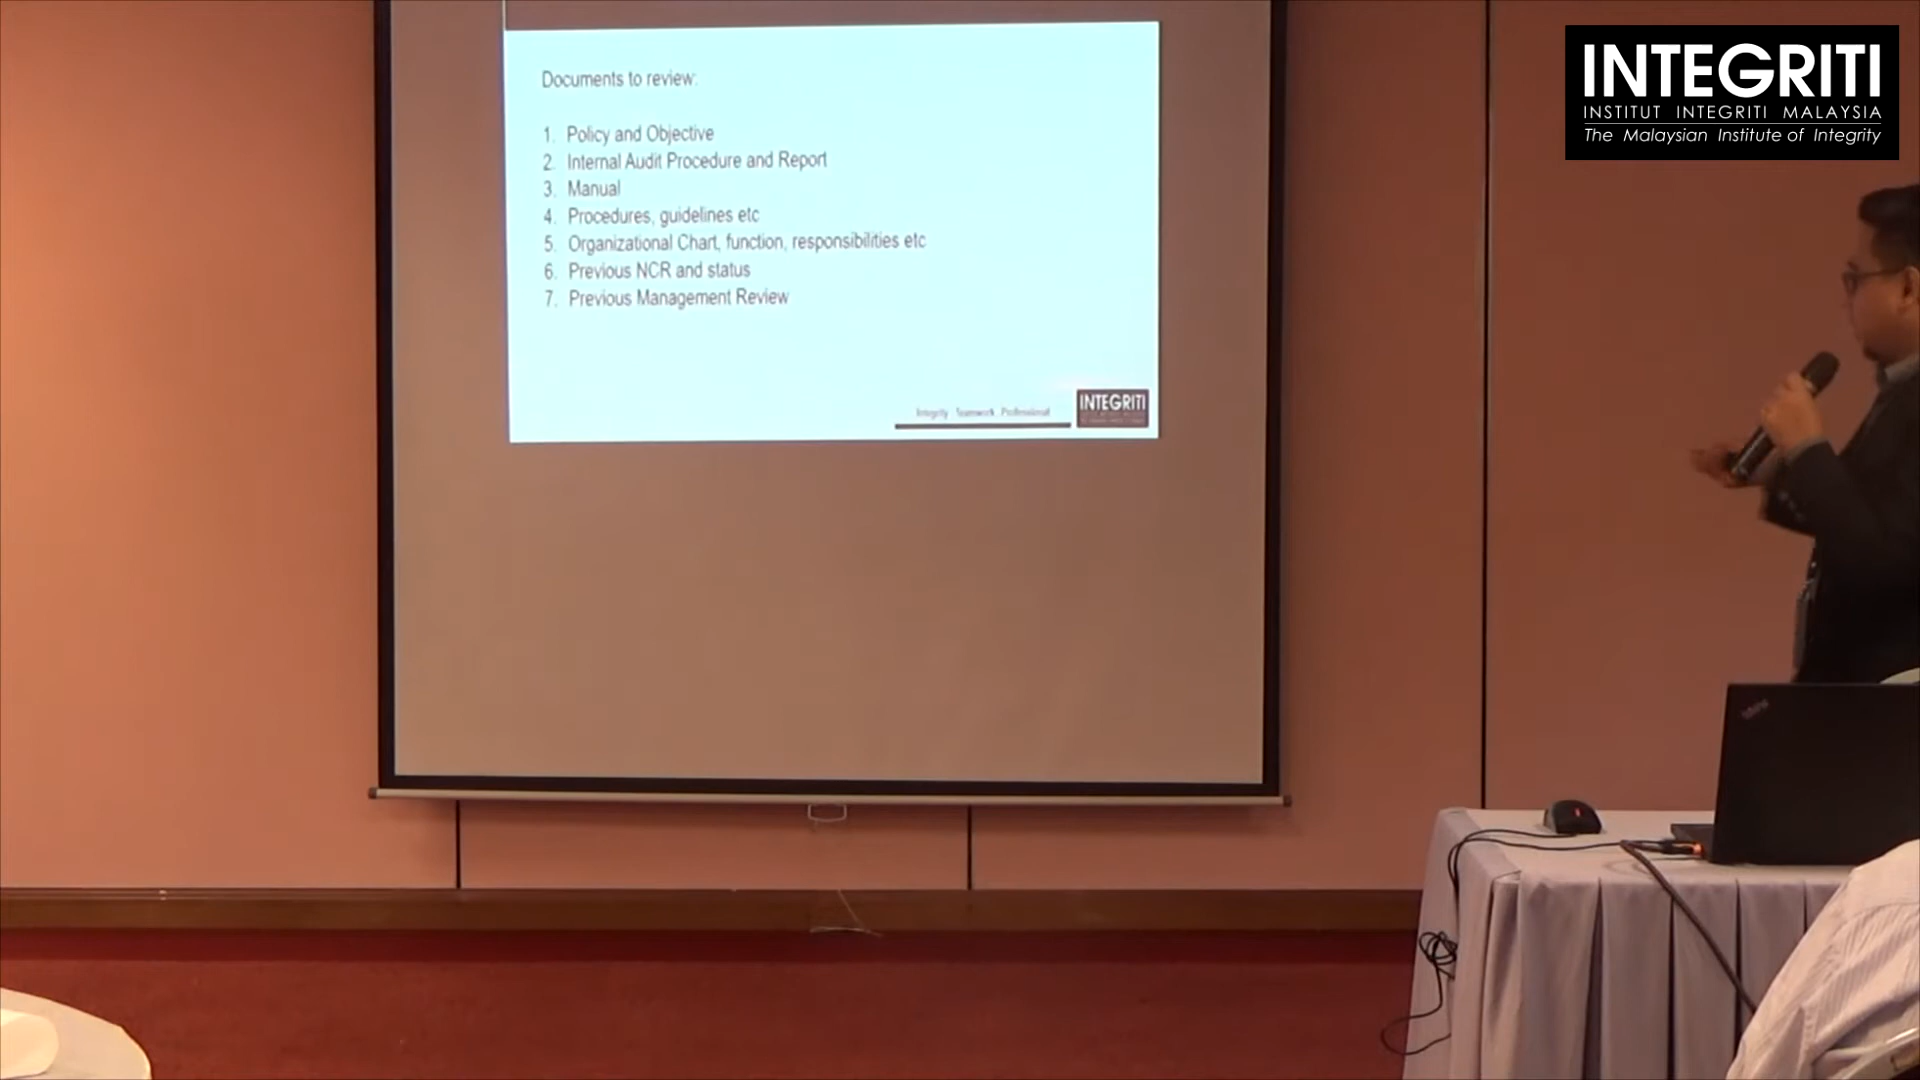 Documents to review:
1. Policy and Objective
2. Internal Audit Procedure and Report
3. Manual
4. Procedures, guidelines etc
5. Organizational Chart, function, responsibilities etc
6. Previous NCR and status
7. Previous Management Review
Integrity Teamwork Professional
INTEGRITI
INTEGRITI
INSTITUT INTEGRITI MALAYSIA
The Malaysian Institute of Integrity